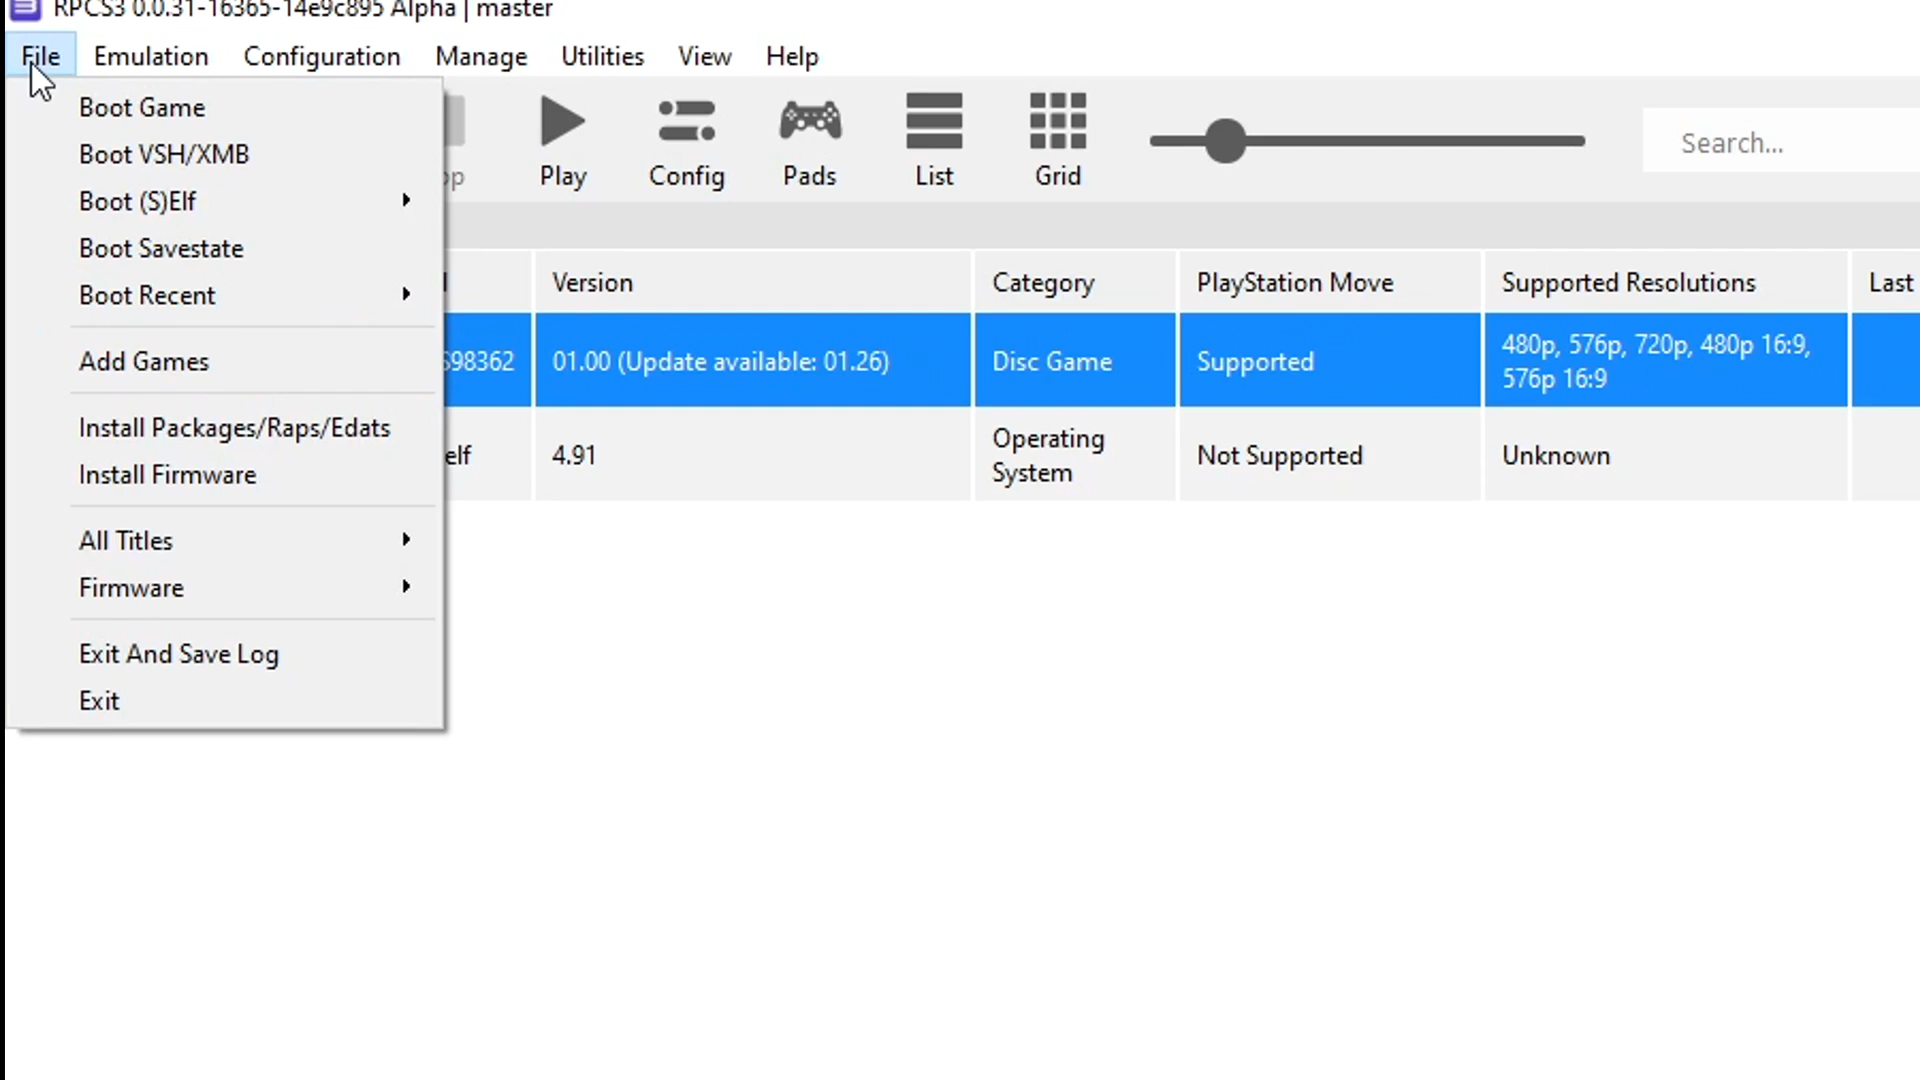 RPCS3 0.0.31-16365-14e9c895 Alpha | master
File Emulation Configuration Manage Utilities View Help
Boot Game
Boot VSH/XMB
Boot (S)Elf
Boot Savestate
Boot Recent
Add Games
Install Packages/Raps/Edats
Install Firmware
All Titles
Firmware
Exit And Save Log
Exit
Play Config Pads List Grid
Search...
Version Category PlayStation Move Supported Resolutions Last
98362 01.00 (Update available: 01.26) Disc Game Supported 480p, 576p, 720p, 480p 16:9,
576p 16:9
elf 4.91 Operating
System Not Supported Unknown